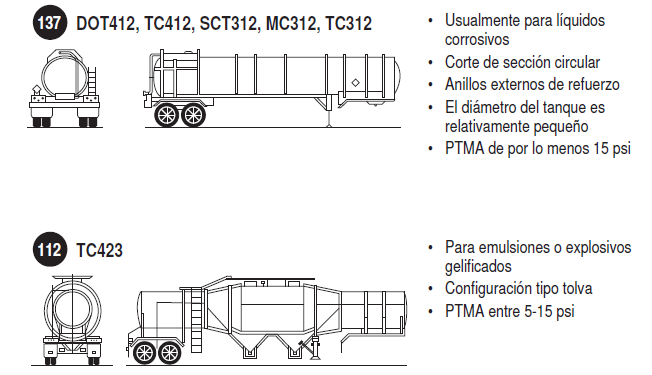 137 DOT412, TC412, SCT312, MC312, TC312
• Usualmente para líquidos
corrosivos
• Corte de sección circular
• Anillos externos de refuerzo
• El diámetro del tanque es
relativamente pequeño
• PTMA de por lo menos 15 psi
112 TC423
• Para emulsiones o explosivos
gelificados
• Configuración tipo tolva
• PTMA entre 5-15 psi